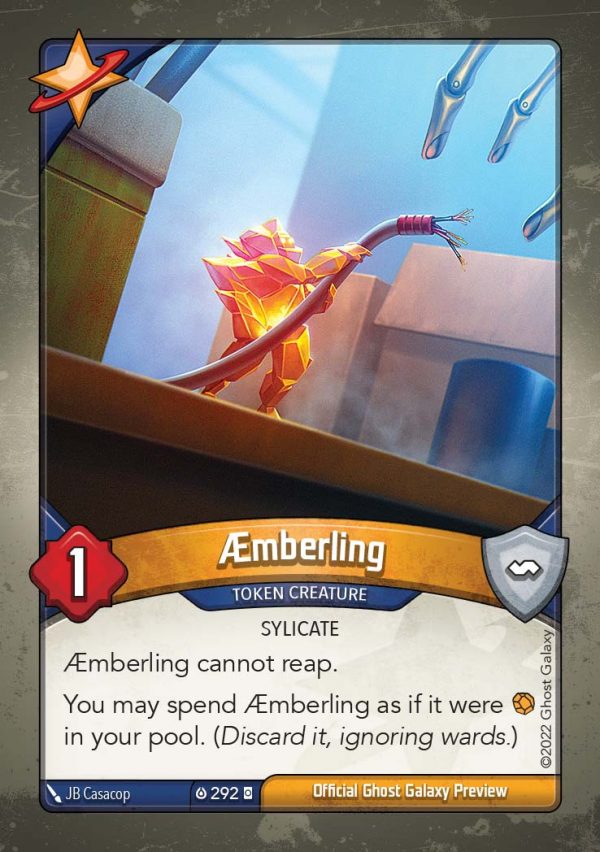 Æmberling
1
TOKEN CREATURE
SYLICATE
Æmberling cannot reap.
You may spend Æmberling as if it were
in your pool. (Discard it, ignoring wards.)
©2022 Ghost Galaxy
JB Casacop
292
Official Ghost Galaxy Preview